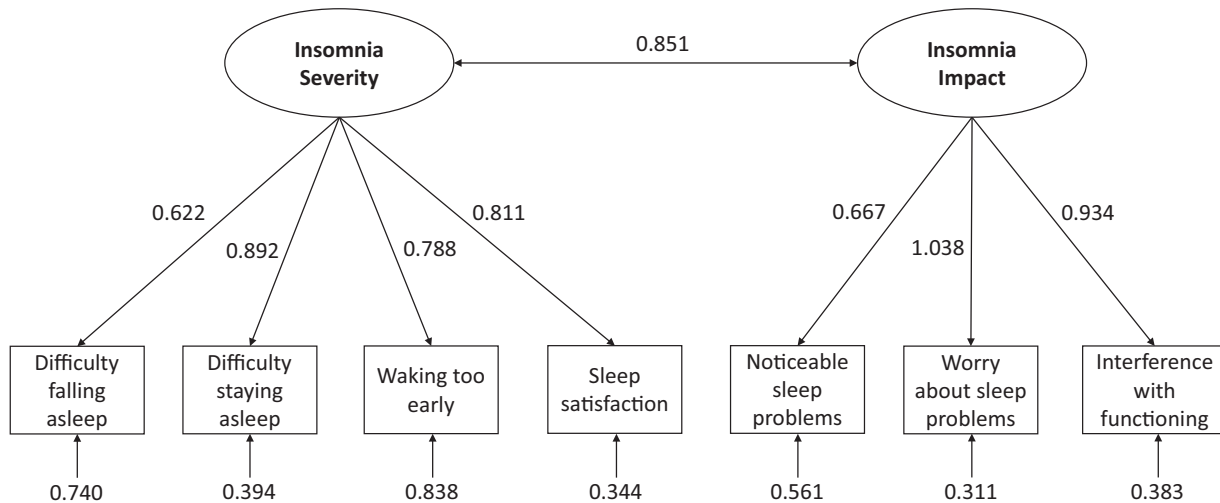 Insomnia
Severity
0.851
Insomnia
Impact
0.622
0.892
0.788
0.811
0.667
1.038
0.934
Difficulty
falling
asleep
Difficulty
staying
asleep
Waking too
early
Sleep
satisfaction
Noticeable
sleep
problems
Worry
about sleep
problems
Interference
with
functioning
0.740
0.394
0.838
0.344
0.561
0.311
0.383